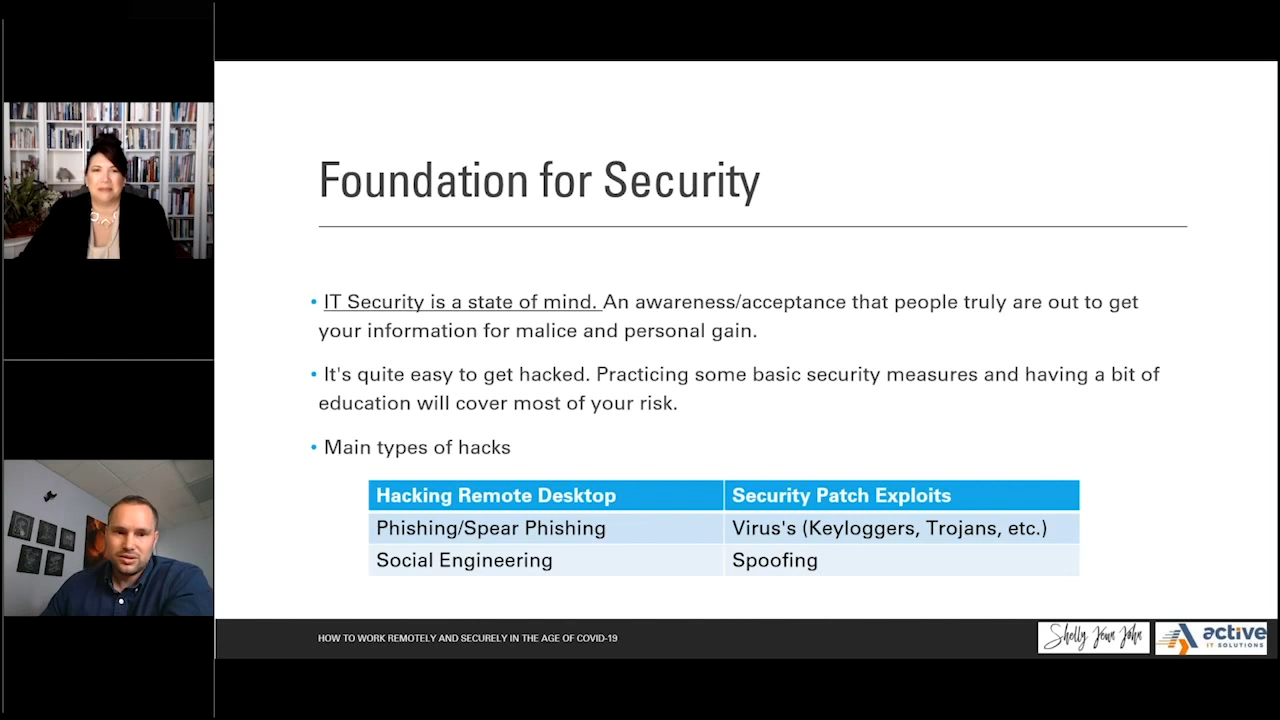 Foundation for Security
• IT Security is a state of mind. An awareness/acceptance that people truly are out to get
your information for malice and personal gain.
• It's quite easy to get hacked. Practicing some basic security measures and having a bit of
education will cover most of your risk.
• Main types of hacks
Hacking Remote Desktop Security Patch Exploits
Phishing/Spear Phishing Virus's (Keyloggers, Trojans, etc.)
Social Engineering Spoofing
HOW TO WORK REMOTELY AND SECURELY IN THE AGE OF COVID-19
Shelly John
active
IT SOLUTIONS